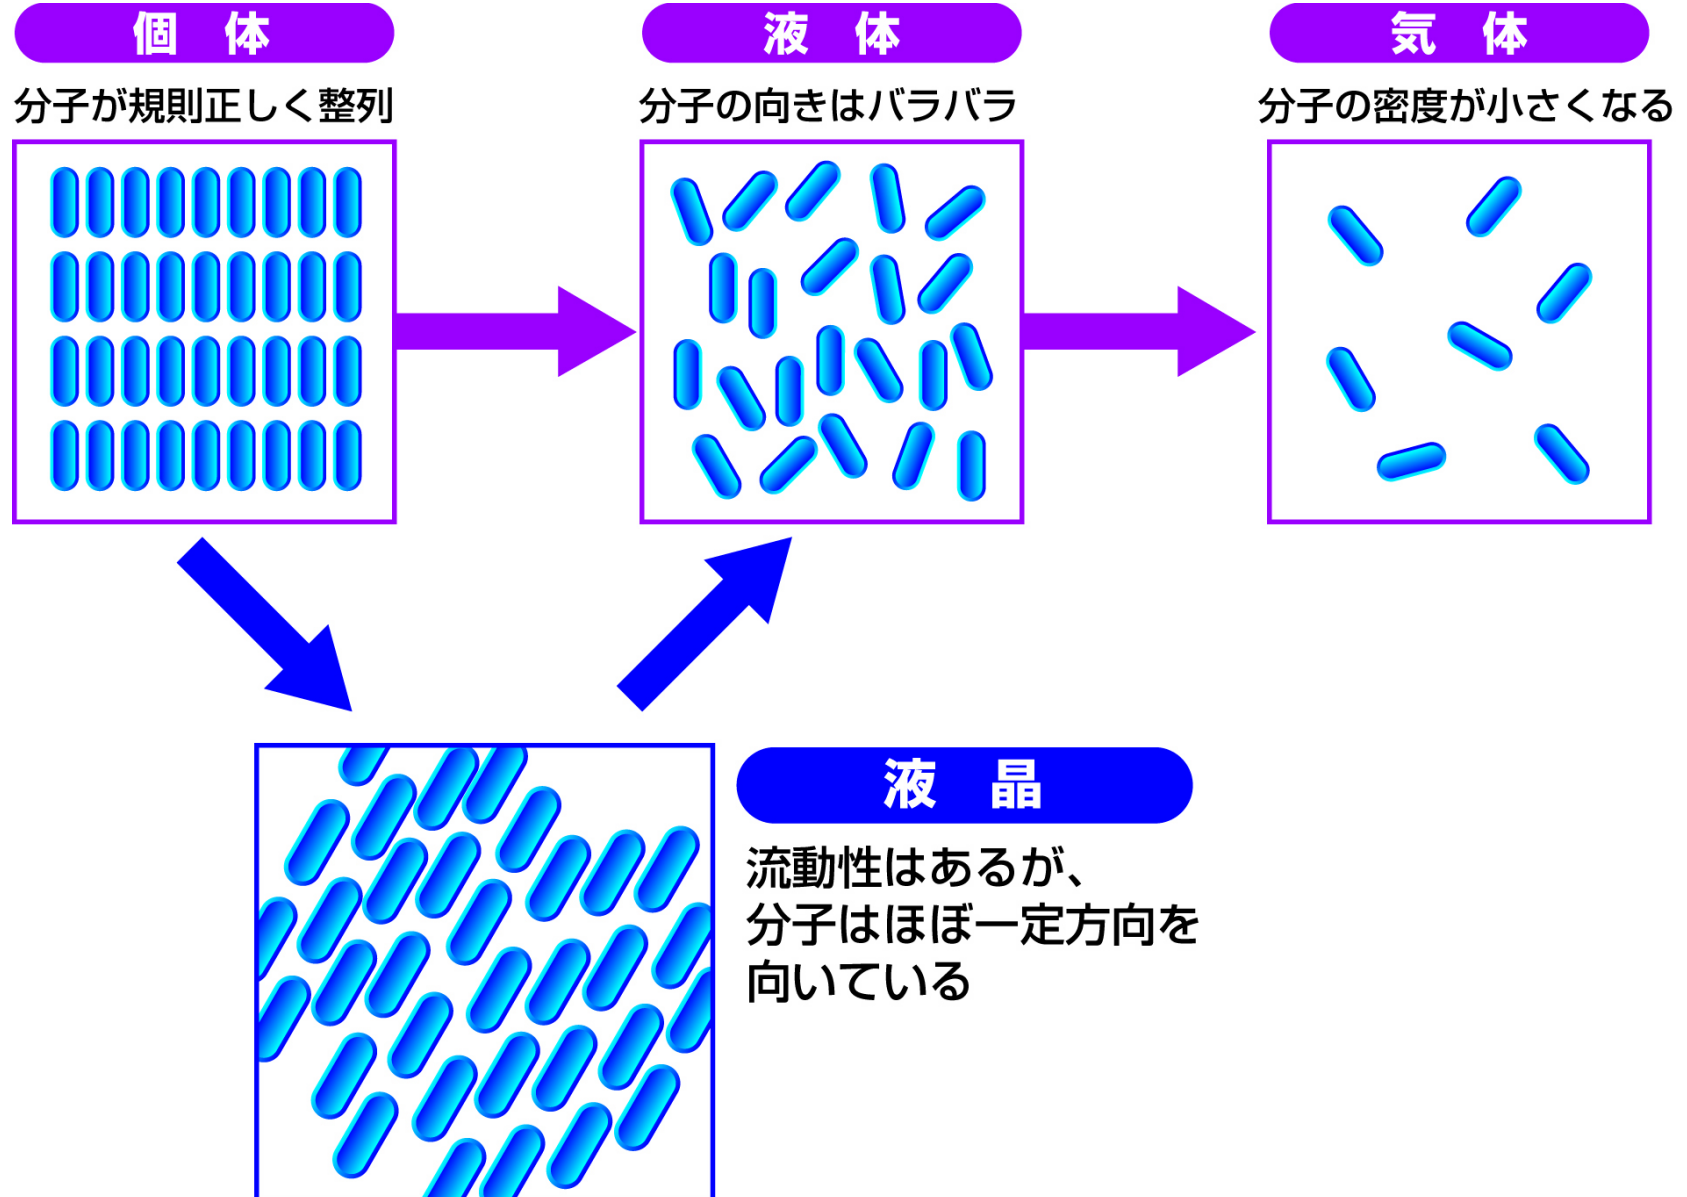 個 体
分子が規則正しく整列
液 体
分子の向きはバラバラ
気 体
分子の密度が小さくなる
液 晶
流動性はあるが、
分子はほぼ一定方向を
向いている